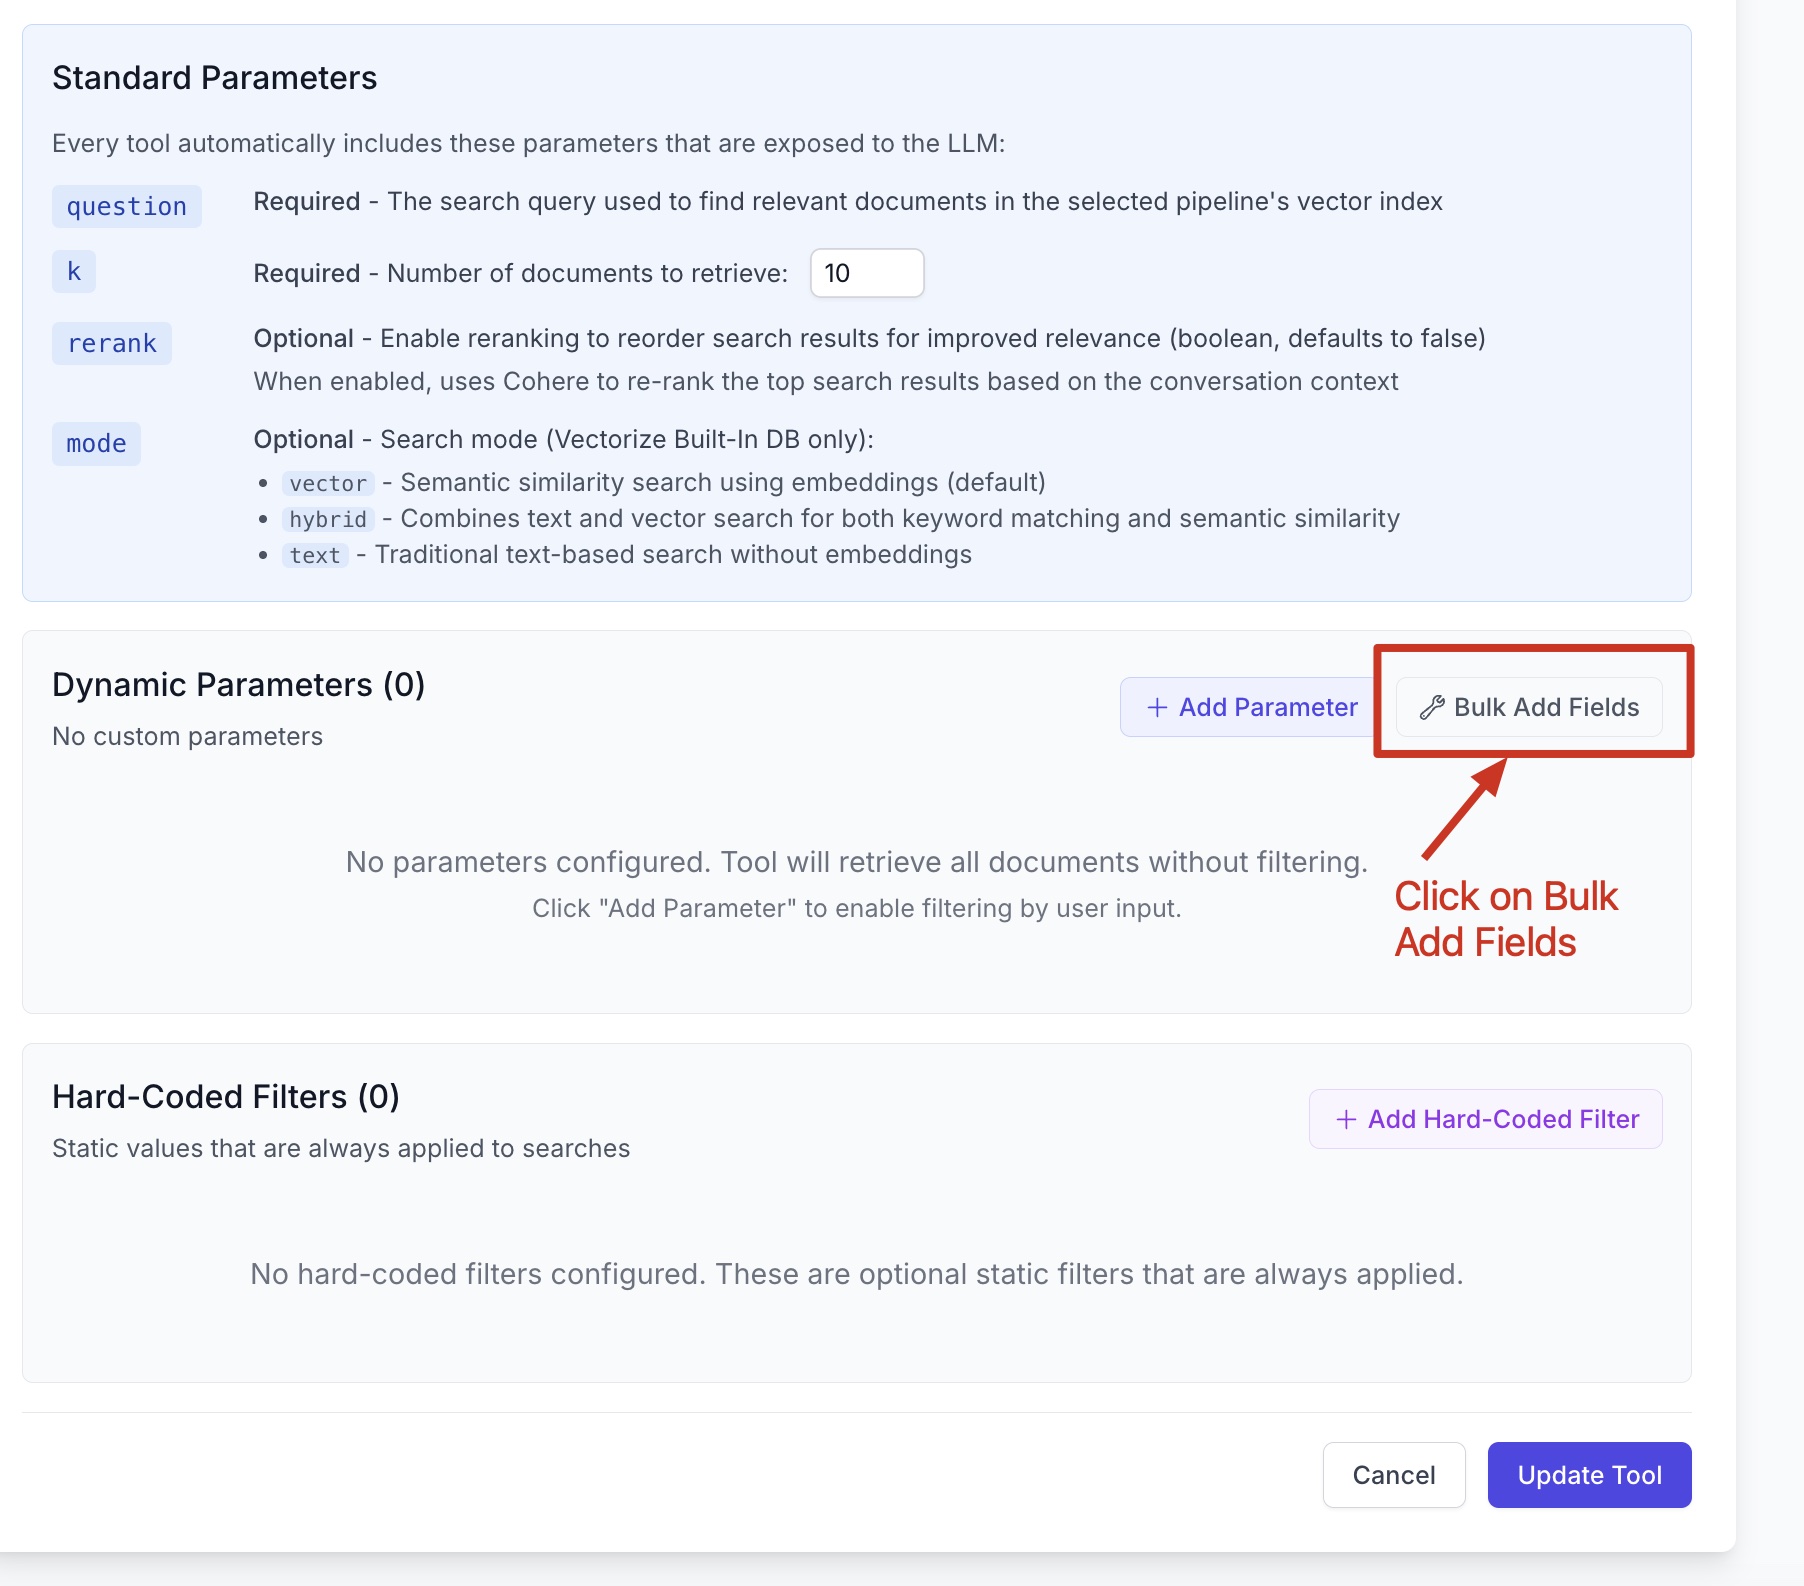 Standard Parameters
Every tool automatically includes these parameters that are exposed to the LLM:
question Required - The search query used to find relevant documents in the selected pipeline's vector index
k Required - Number of documents to retrieve: 10
rerank Optional - Enable reranking to reorder search results for improved relevance (boolean, defaults to false)
When enabled, uses Cohere to re-rank the top search results based on the conversation context
mode Optional - Search mode (Vectorize Built-In DB only):
• vector - Semantic similarity search using embeddings (default)
• hybrid - Combines text and vector search for both keyword matching and semantic similarity
• text - Traditional text-based search without embeddings
Dynamic Parameters (0)
No custom parameters
+ Add Parameter
Bulk Add Fields
No parameters configured. Tool will retrieve all documents without filtering.
Click "Add Parameter" to enable filtering by user input.
Click on Bulk
Add Fields
Hard-Coded Filters (0)
Static values that are always applied to searches
+ Add Hard-Coded Filter
No hard-coded filters configured. These are optional static filters that are always applied.
Cancel
Update Tool